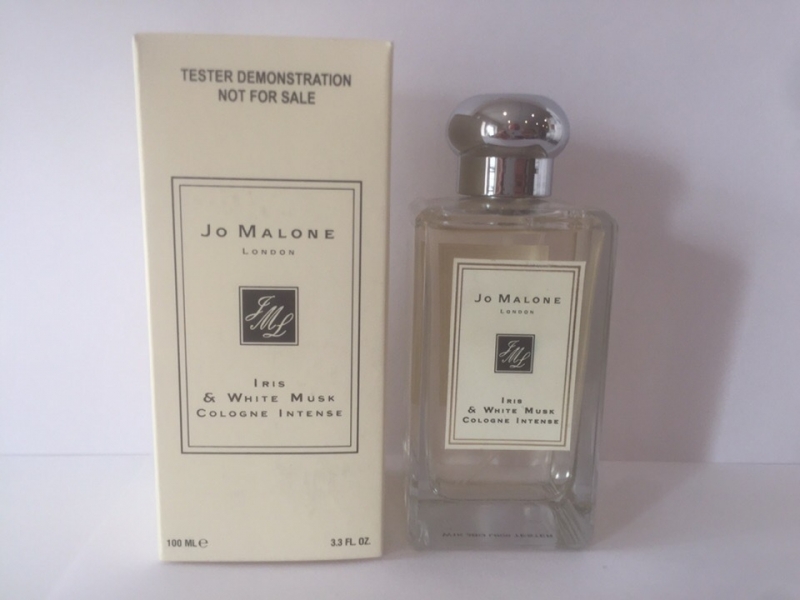 TESTER DEMONSTRATION
NOT FOR SALE
JO MALONE
LONDON
JML
IRIS
& WHITE MUSK
COLOGNE INTENSE
100 ML ℮
3.3 FL. OZ.
JO MALONE
LONDON
JML
IRIS
& WHITE MUSK
COLOGNE INTENSE